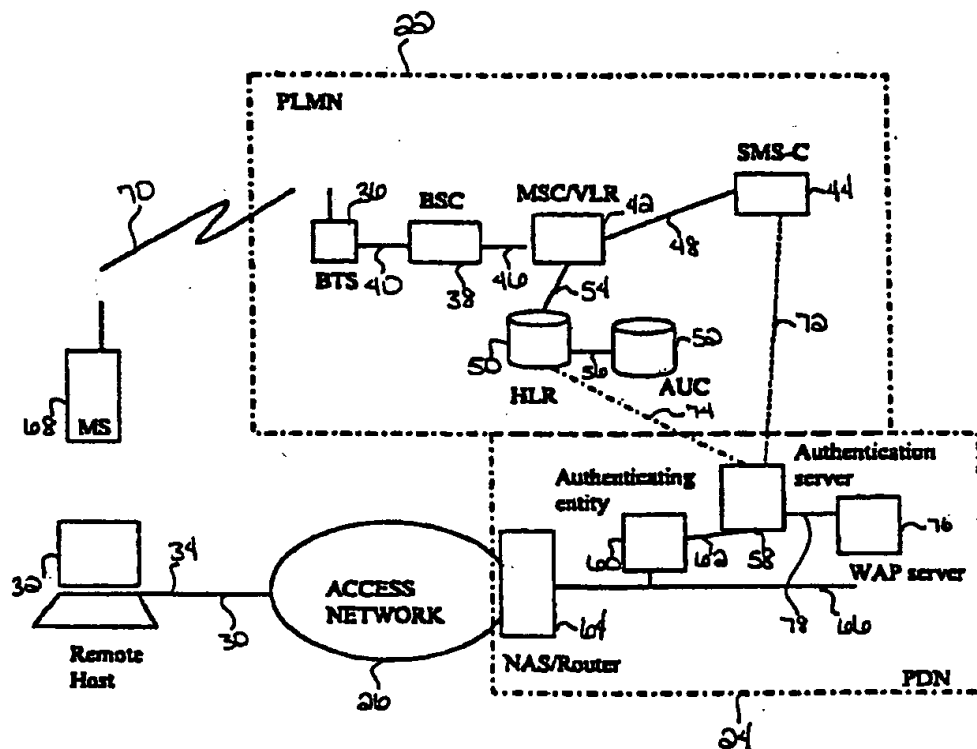 22
PLMN
SMS-C
70
36
BSC
MSC/VLR
42
44
BTS
40
38
46
48
54
72
50
52
56
HLR
AUC
74
68
MS
Authentication
server
Authenticating
entity
60
62
58
76
WAP server
32
34
30
ACCESS
NETWORK
64
78
66
Remote
Host
26
NAS/Router
PDN
24